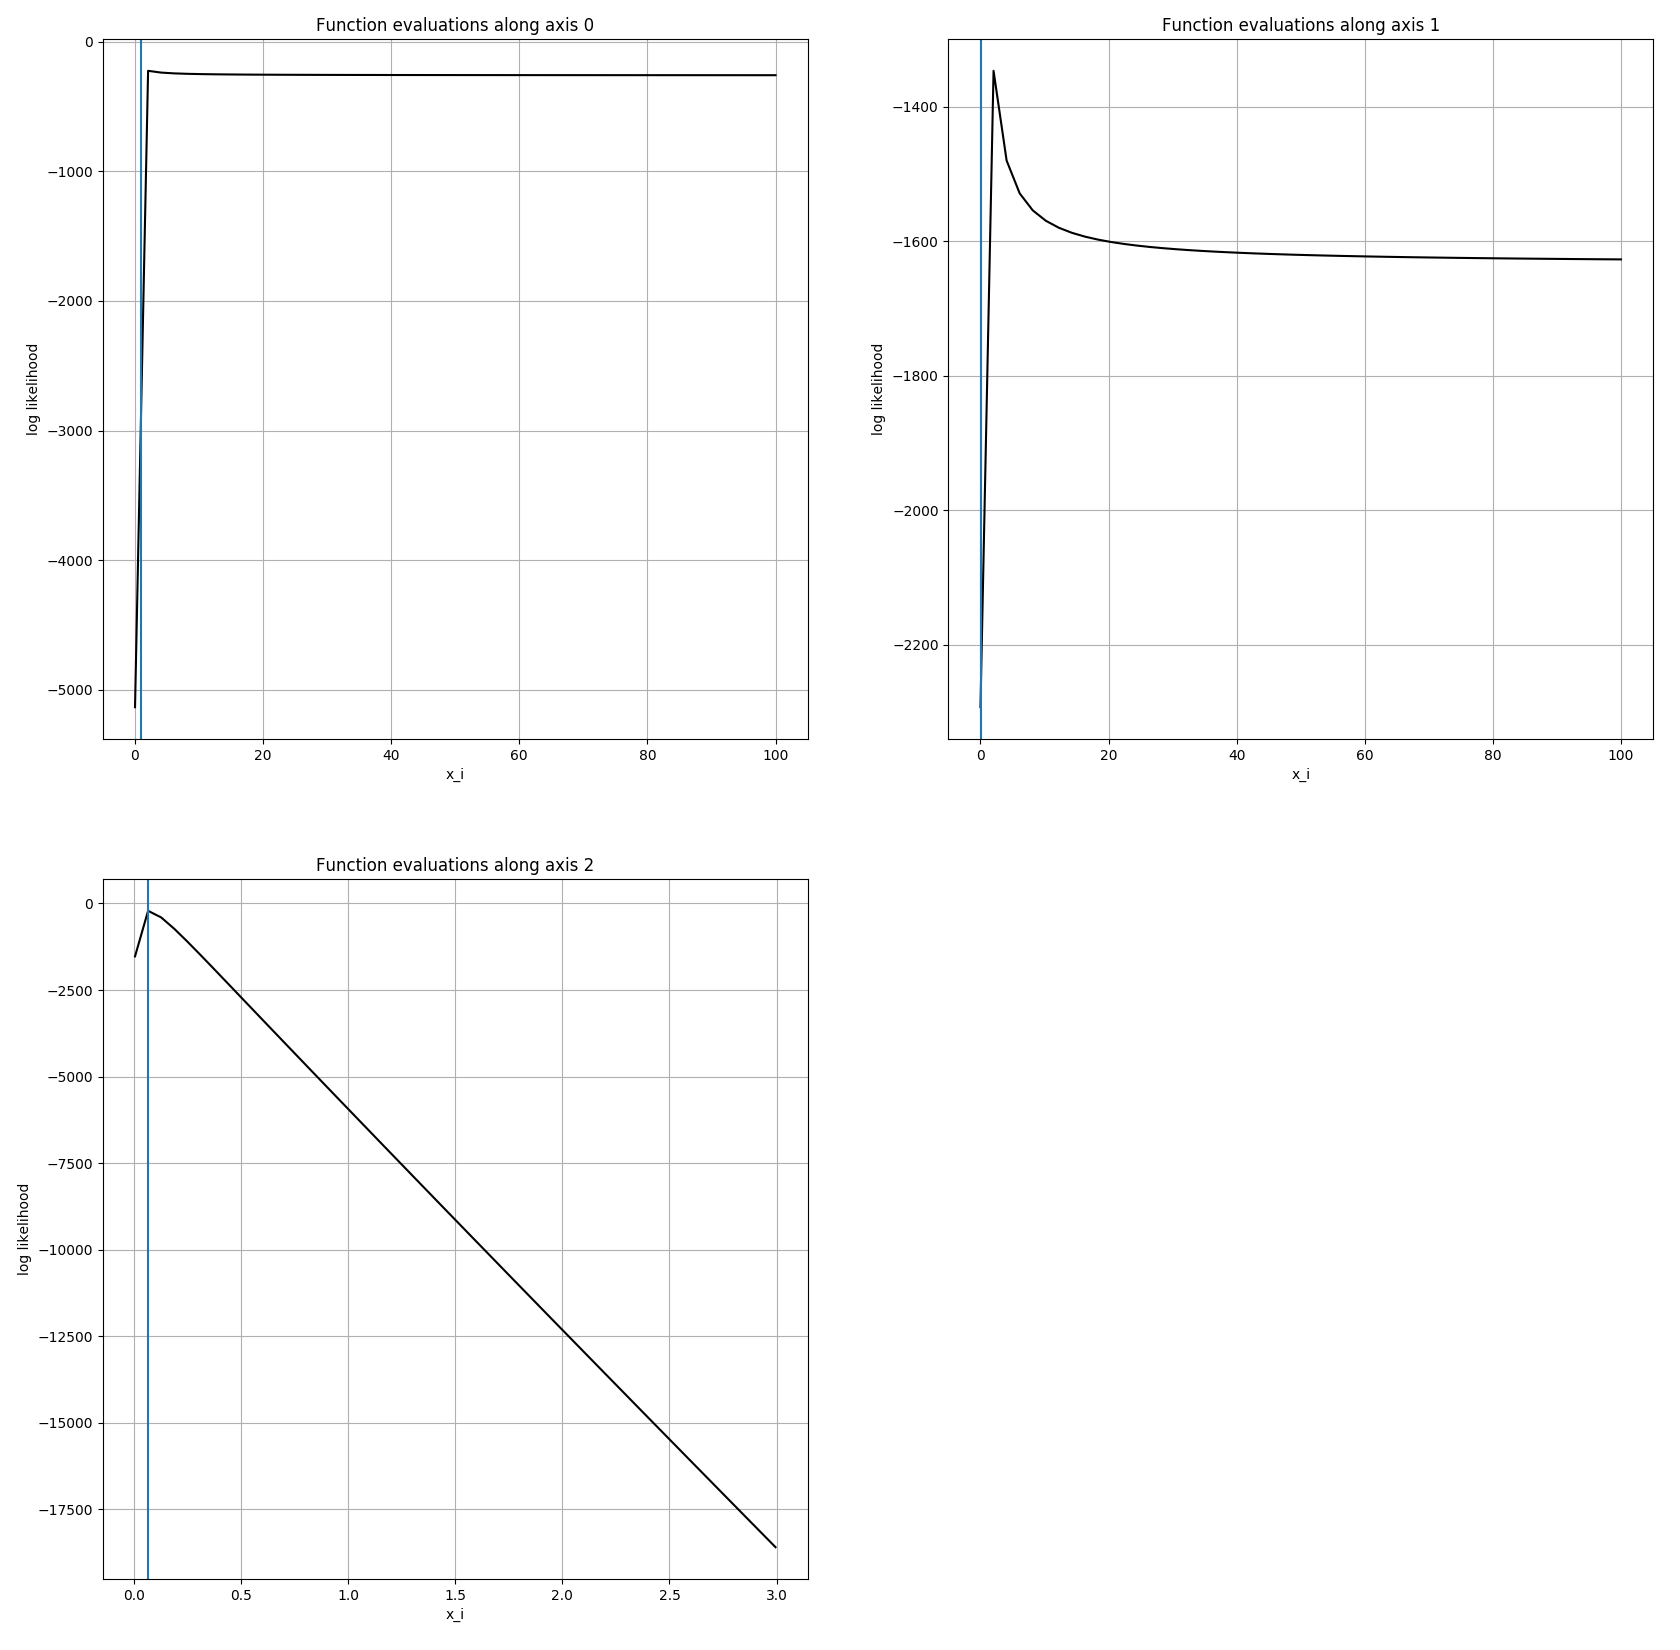 Function evaluations along axis 0
0
−1000
−2000
−3000
−4000
−5000
log likelihood
0 20 40 60 80 100
x_i
Function evaluations along axis 1
−1400
−1600
−1800
−2000
−2200
log likelihood
0 20 40 60 80 100
x_i
Function evaluations along axis 2
0
−2500
−5000
−7500
−10000
−12500
−15000
−17500
log likelihood
0.0 0.5 1.0 1.5 2.0 2.5 3.0
x_i